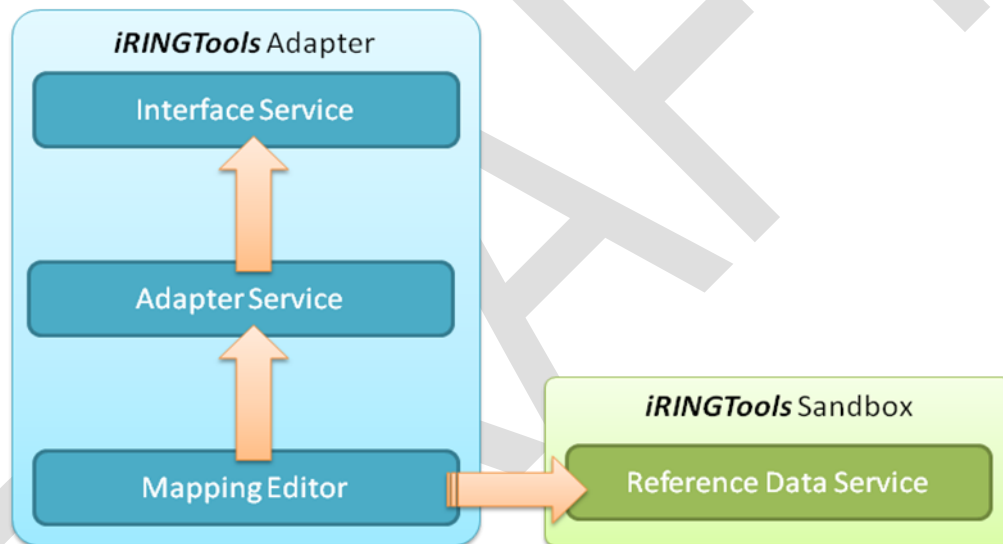 iRINGTools Adapter
Interface Service
Adapter Service
Mapping Editor
iRINGTools Sandbox
Reference Data Service